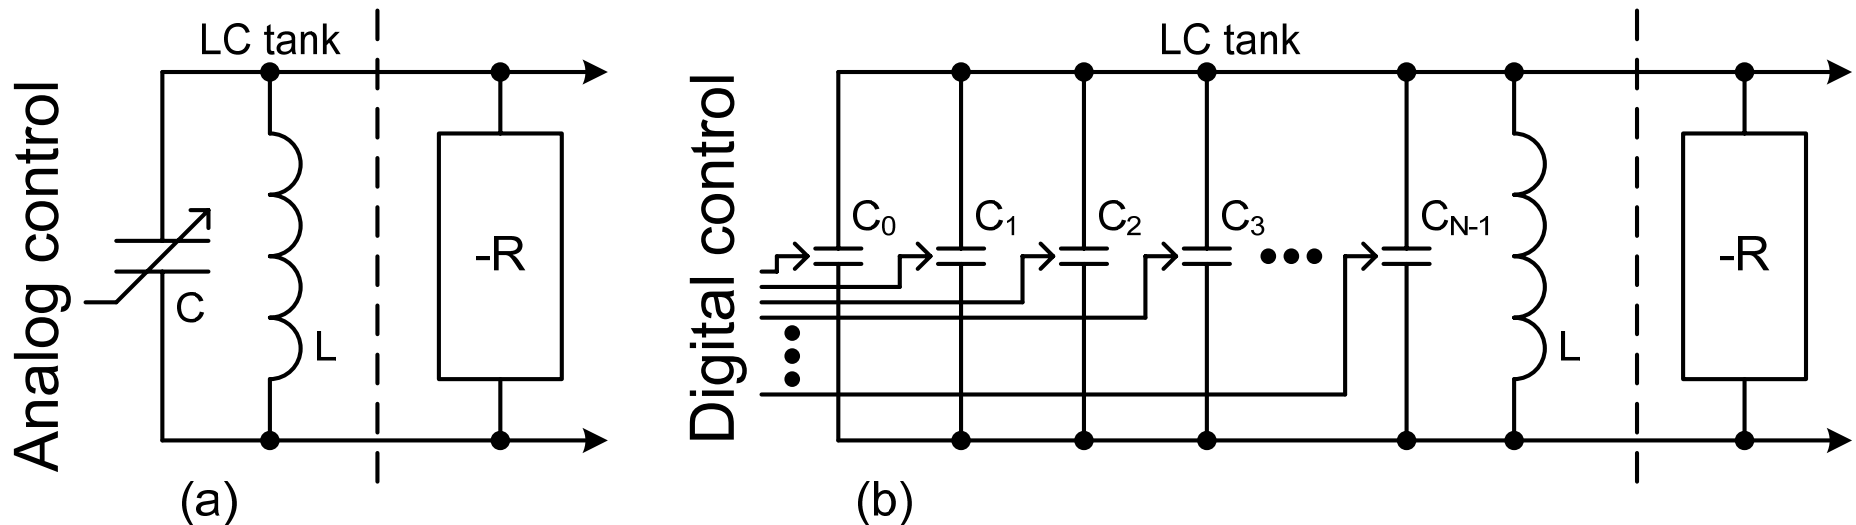 Analog control
LC tank
C
L
-R
(a)
Digital control
LC tank
C0
C1
C2
C3
CN-1
L
-R
(b)